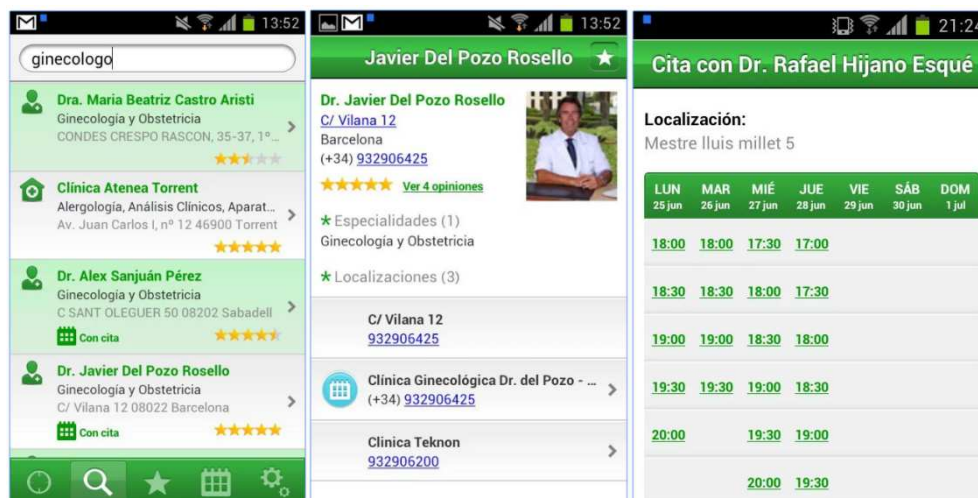 13:52
ginecologo
Dra. Maria Beatriz Castro Aristi
Ginecología y Obstetricia
CONDES CRESPO RASCON, 35-37, 1º...
Clínica Atenea Torrent
Alergología, Análisis Clínicos, Aparat...
Av. Juan Carlos I, nº 12 46900 Torrent
Dr. Alex Sanjuán Pérez
Ginecología y Obstetricia
C SANT OLEGUER 50 08202 Sabadell
Con cita
Dr. Javier Del Pozo Rosello
Ginecología y Obstetricia
C/ Vilana 12 08022 Barcelona
Con cita
13:52
Javier Del Pozo Rosello
Dr. Javier Del Pozo Rosello
C/ Vilana 12
Barcelona
(+34) 932906425
Ver 4 opiniones
* Especialidades (1)
Ginecología y Obstetricia
* Localizaciones (3)
C/ Vilana 12
932906425
Clínica Ginecológica Dr. del Pozo - ...
(+34) 932906425
Clinica Teknon
932906200
21:24
Cita con Dr. Rafael Hijano Esqué
Localización:
Mestre lluis millet 5
LUN MAR MIÉ JUE VIE SÁB DOM
25 jun 26 jun 27 jun 28 jun 29 jun 30 jun 1 jul
18:00 18:00 17:30 17:00
18:30 18:30 18:00 17:30
19:00 19:00 18:30 18:00
19:30 19:30 19:00 18:30
20:00 19:30 19:00
20:00 19:30